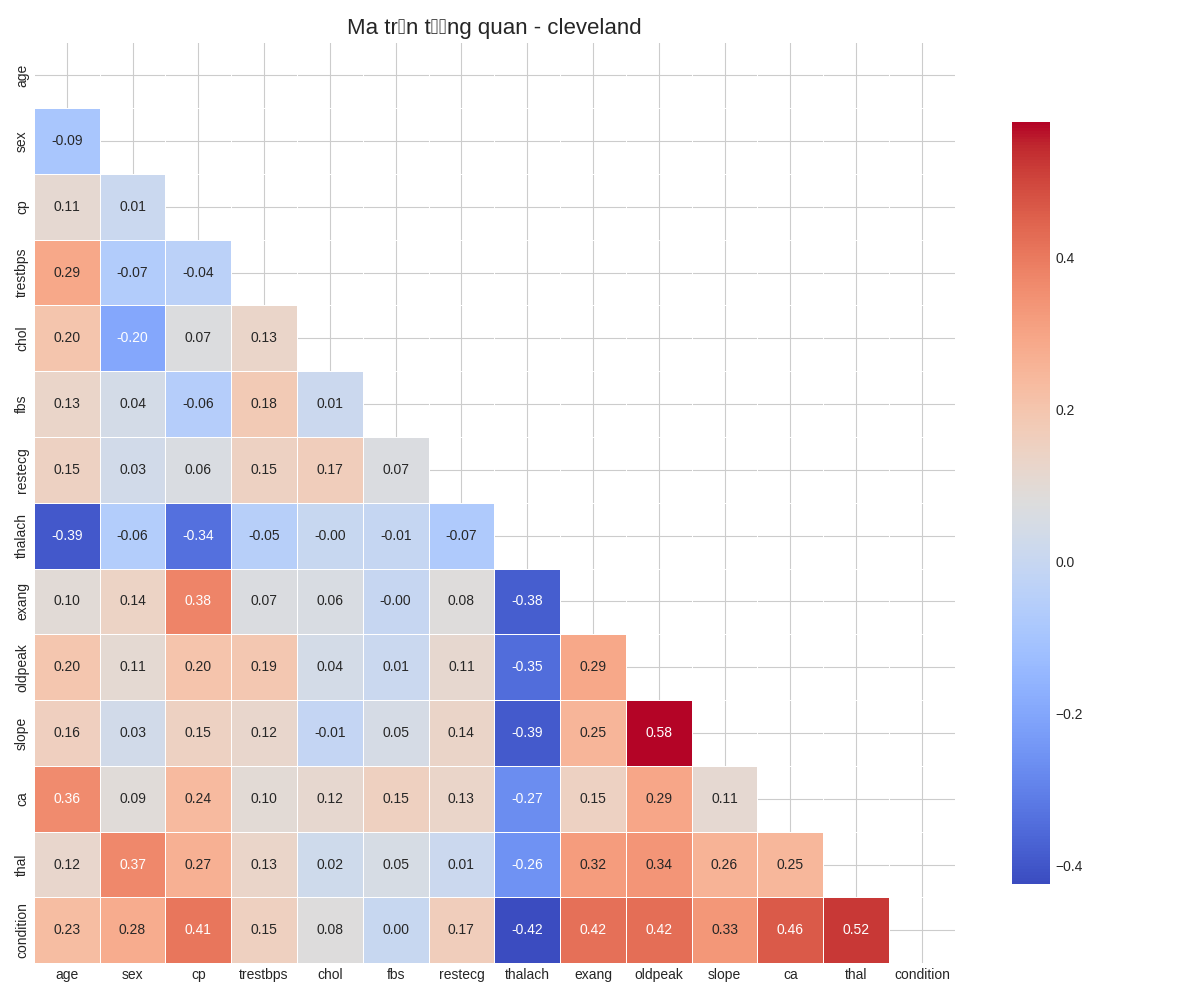 Ma tr▯n t▯▯ng quan - cleveland
age
sex -0.09
cp 0.11 0.01
trestbps 0.29 -0.07 -0.04
chol 0.20 -0.20 0.07 0.13
fbs 0.13 0.04 -0.06 0.18 0.01
restecg 0.15 0.03 0.06 0.15 0.17 0.07
thalach -0.39 -0.06 -0.34 -0.05 -0.00 -0.01 -0.07
exang 0.10 0.14 0.38 0.07 0.06 -0.00 0.08 -0.38
oldpeak 0.20 0.11 0.20 0.19 0.04 0.01 0.11 -0.35 0.29
slope 0.16 0.03 0.15 0.12 -0.01 0.05 0.14 -0.39 0.25 0.58
ca 0.36 0.09 0.24 0.10 0.12 0.15 0.13 -0.27 0.15 0.29 0.11
thal 0.12 0.37 0.27 0.13 0.02 0.05 0.01 -0.26 0.32 0.34 0.26 0.25
condition 0.23 0.28 0.41 0.15 0.08 0.00 0.17 -0.42 0.42 0.42 0.33 0.46 0.52
age sex cp trestbps chol fbs restecg thalach exang oldpeak slope ca thal condition
0.4
0.2
0.0
−0.2
−0.4